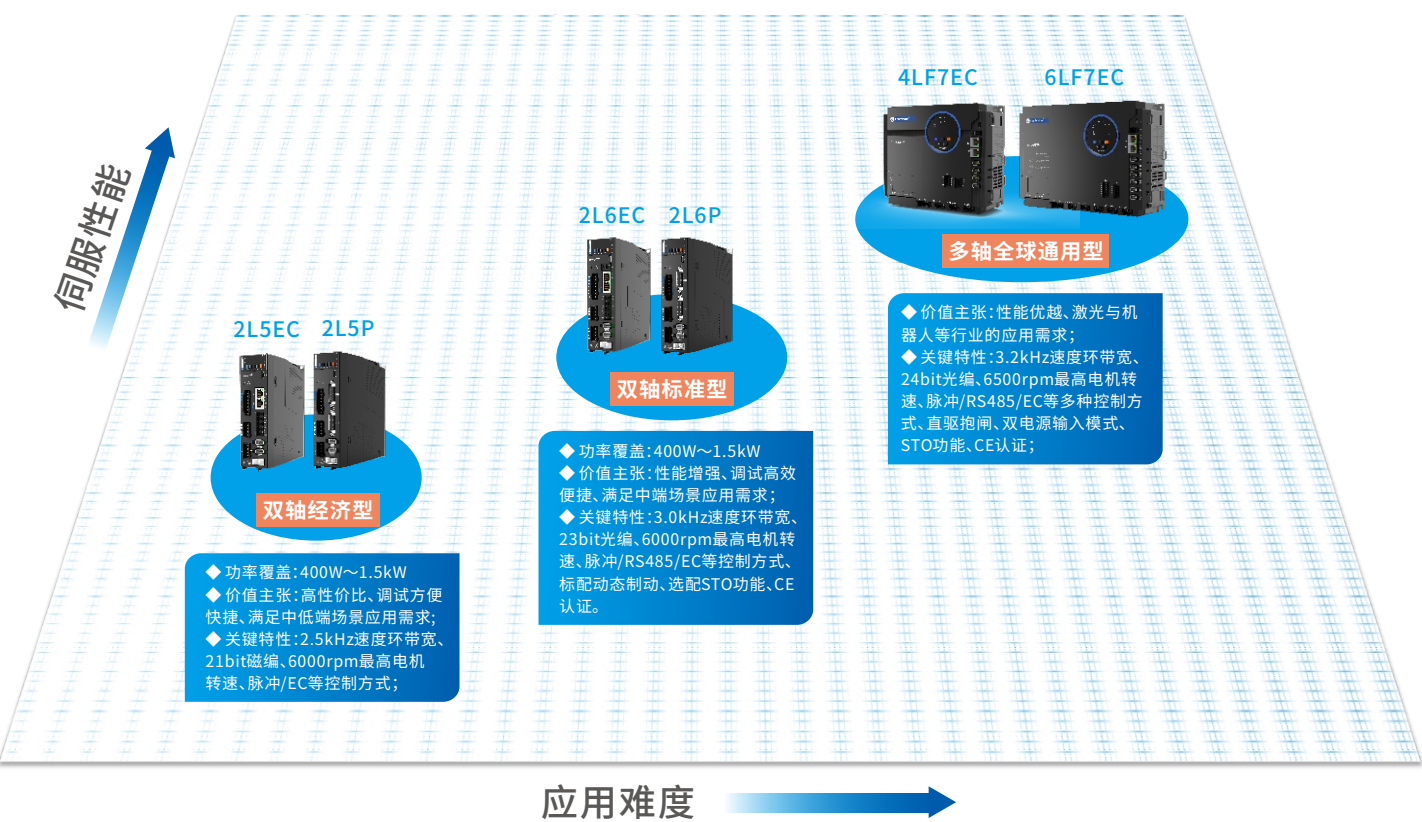 4LF7EC
6LF7EC
多轴全球通用型
◆ 价值主张:性能优越、激光与机
器人等行业的应用需求；
◆ 关键特性:3.2kHz速度环带宽、
24bit光编、6500rpm最高电机转
速、脉冲/RS485/EC等多种控制方
式、直驱抱闸、双电源输入模式、
STO功能、CE认证；
2L6EC
2L6P
双轴标准型
◆ 功率覆盖:400W～1.5kW
◆ 价值主张:性能增强、调试高效
便捷、满足中端场景应用需求；
◆ 关键特性:3.0kHz速度环带宽、
23bit光编、6000rpm最高电机转
速、脉冲/RS485/EC等控制方式、
标配动态制动、选配STO功能、CE
认证。
2L5EC
2L5P
双轴经济型
◆ 功率覆盖:400W～1.5kW
◆ 价值主张:高性价比、调试方便
快捷、满足中低端场景应用需求;
◆ 关键特性:2.5kHz速度环带宽、
21bit磁编、6000rpm最高电机
转速、脉冲/EC等控制方式；
伺服性能
应用难度